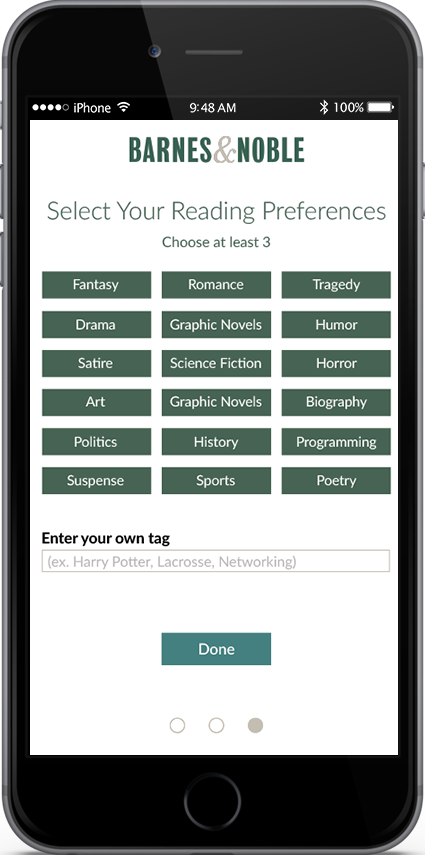 iPhone 9:48 AM 100%
BARNES&NOBLE
Select Your Reading Preferences
Choose at least 3
Fantasy Romance Tragedy
Drama Graphic Novels Humor
Satire Science Fiction Horror
Art Graphic Novels Biography
Politics History Programming
Suspense Sports Poetry
Enter your own tag
(ex. Harry Potter, Lacrosse, Networking)
Done